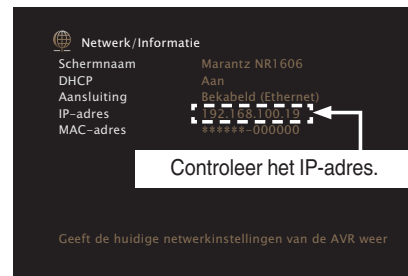 Netwerk/Informatie
Schermnaam Marantz NR1606
DHCP Aan
Aansluiting Bekabeld (Ethernet)
IP-adres 192.168.100.19
MAC-adres ******-000000
Controleer het IP-adres.
Geeft de huidige netwerkinstellingen van de AVR weer